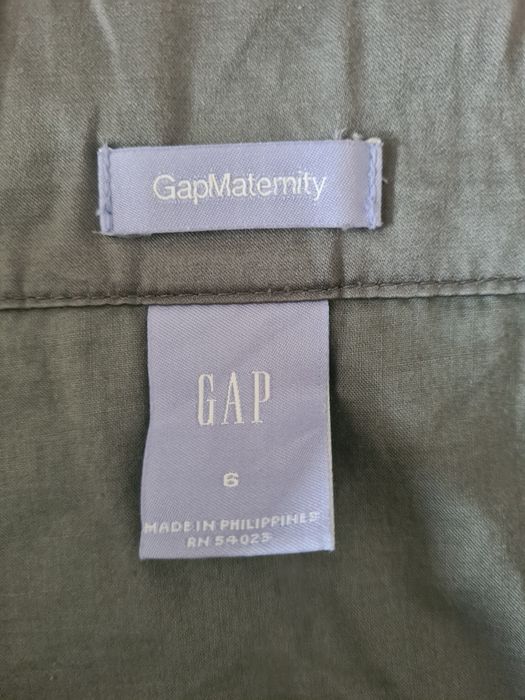 GapMaternity
GAP
6
MADE IN PHILIPPINES
RN 54023